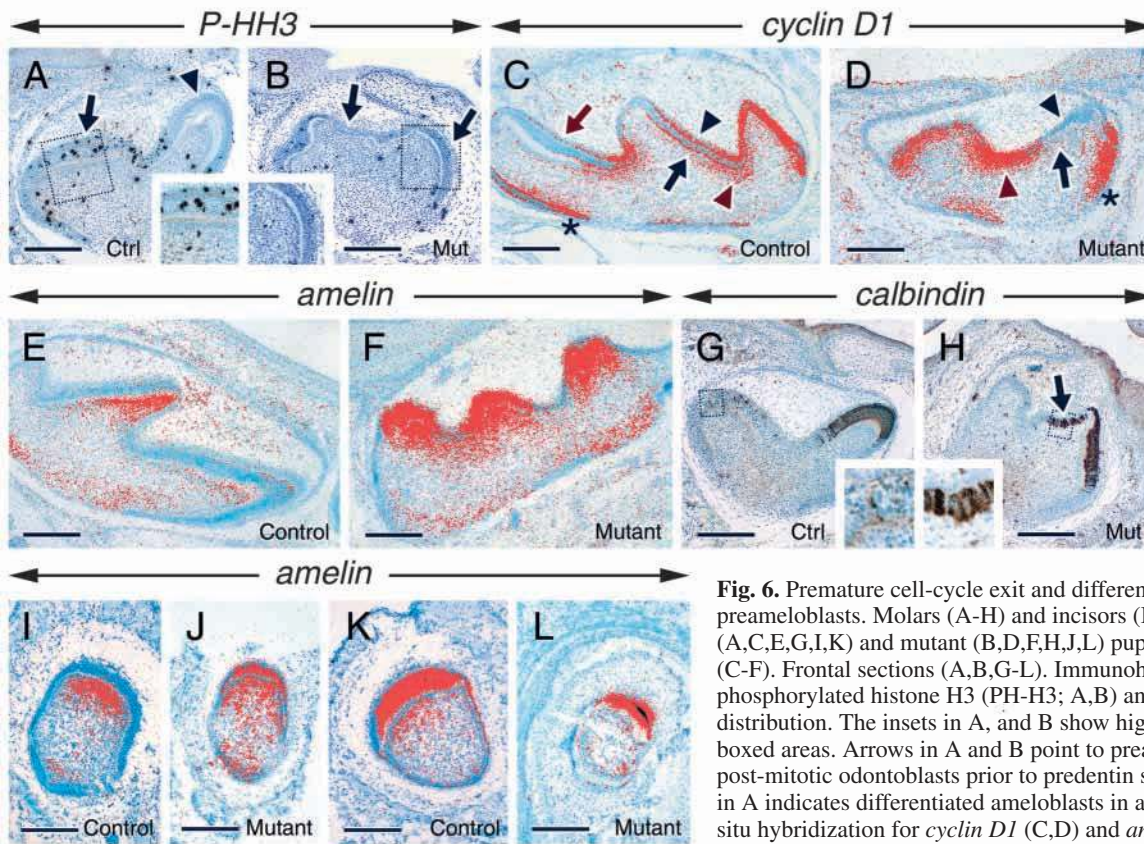 P-HH3 cyclin D1
A B C D
Ctrl Mut Control Mutant
* *
amelin calbindin
E F G H
Control Mutant Ctrl Mut
amelin
I J K L
Control Mutant Control Mutant
Fig. 6. Premature cell-cycle exit and differen
preameloblasts. Molars (A-H) and incisors (I
(A,C,E,G,I,K) and mutant (B,D,F,H,J,L) pup
(C-F). Frontal sections (A,B,G-L). Immunoh
phosphorylated histone H3 (PH-H3; A,B) an
distribution. The insets in A, and B show hig
boxed areas. Arrows in A and B point to prea
post-mitotic odontoblasts prior to predentin s
in A indicates differentiated ameloblasts in a
situ hybridization for cyclin D1 (C,D) and am